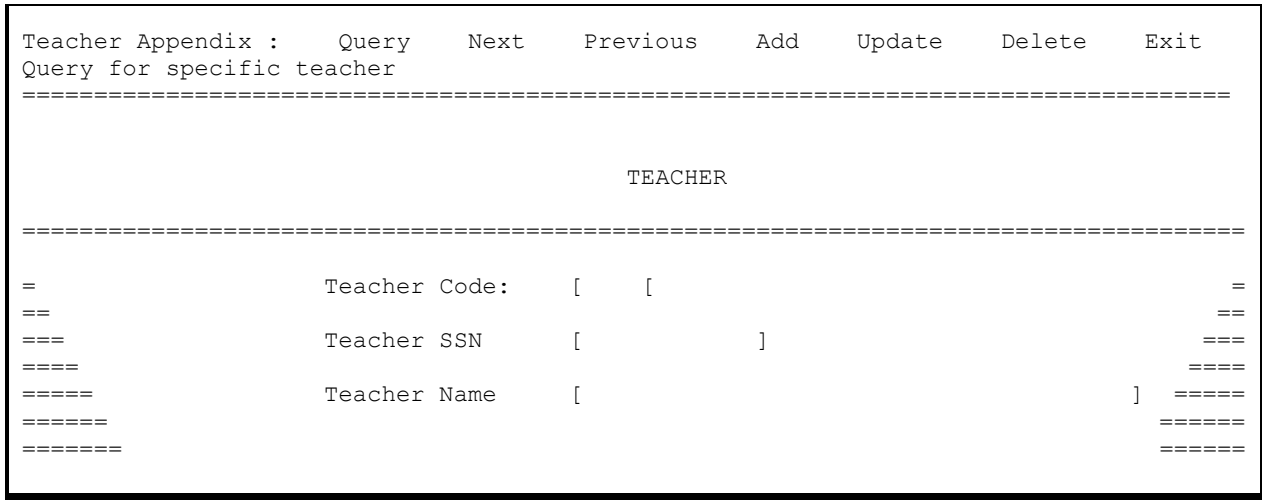 Teacher Appendix :    Query    Next    Previous    Add    Update    Delete    Exit
Query for specific teacher
====================================================================================
TEACHER
=====================================================================================
=                    Teacher Code:    [    [                                        =
==                                                                                 ==
===                  Teacher SSN      [            ]                               ===
====                                                                             ====
=====                Teacher Name     [                                      ]  =====
======                                                                         ======
=======                                                                        ======